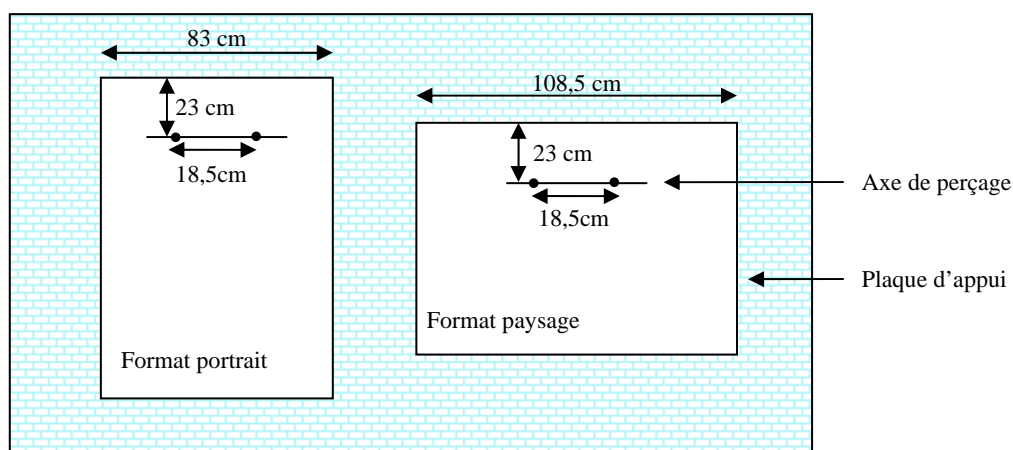 83 cm
23 cm
18,5cm
Format portrait
108,5 cm
23 cm
18,5cm
Format paysage
Axe de perçage
Plaque d’appui